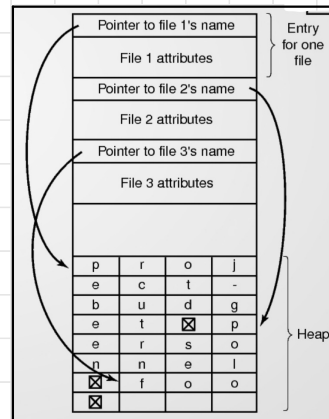 Pointer to file 1's name
File 1 attributes
Entry
for one
file
Pointer to file 2's name
File 2 attributes
Pointer to file 3's name
File 3 attributes
p r o j
e c t -
b u d g
e t ☒ p
e r s o
n n e l
☒ f o o
☒
Heap